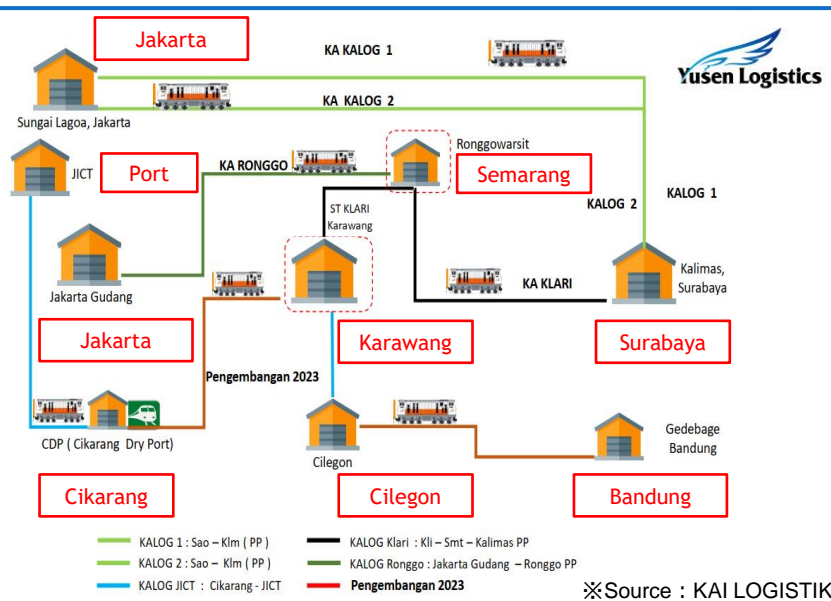 Jakarta
KA KALOG 1
Yusen Logistics
KA KALOG 2
Sungai Lagoa, Jakarta
JICT
Port
KA RONGGO
Ronggowarsit
Semarang
ST KLARI
Karawang
KALOG 2
KALOG 1
Jakarta Gudang
KA KLARI
Kalimas,
Surabaya
Jakarta
Karawang
Surabaya
Pengembangan 2023
CDP ( Cikarang Dry Port)
Cilegon
Gedebage
Bandung
Cikarang
Cilegon
Bandung
KALOG 1 : Sao – Klm ( PP )
KALOG Klari : Kli – Smt – Kalimas PP
KALOG 2 : Sao – Klm ( PP )
KALOG Ronggo : Jakarta Gudang – Ronggo PP
KALOG JICT : Cikarang - JICT
Pengembangan 2023
※Source：KAI LOGISTIK